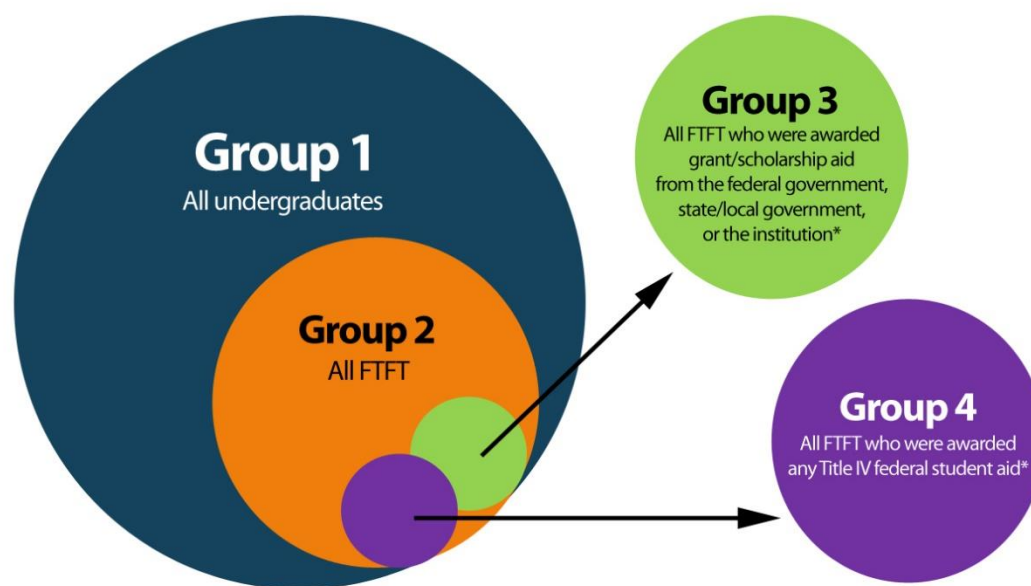 Group 1
All undergraduates
Group 2
All FTFT
Group 3
All FTFT who were awarded
grant/scholarship aid
from the federal government,
state/local government,
or the institution*
Group 4
All FTFT who were awarded
any Title IV federal student aid*